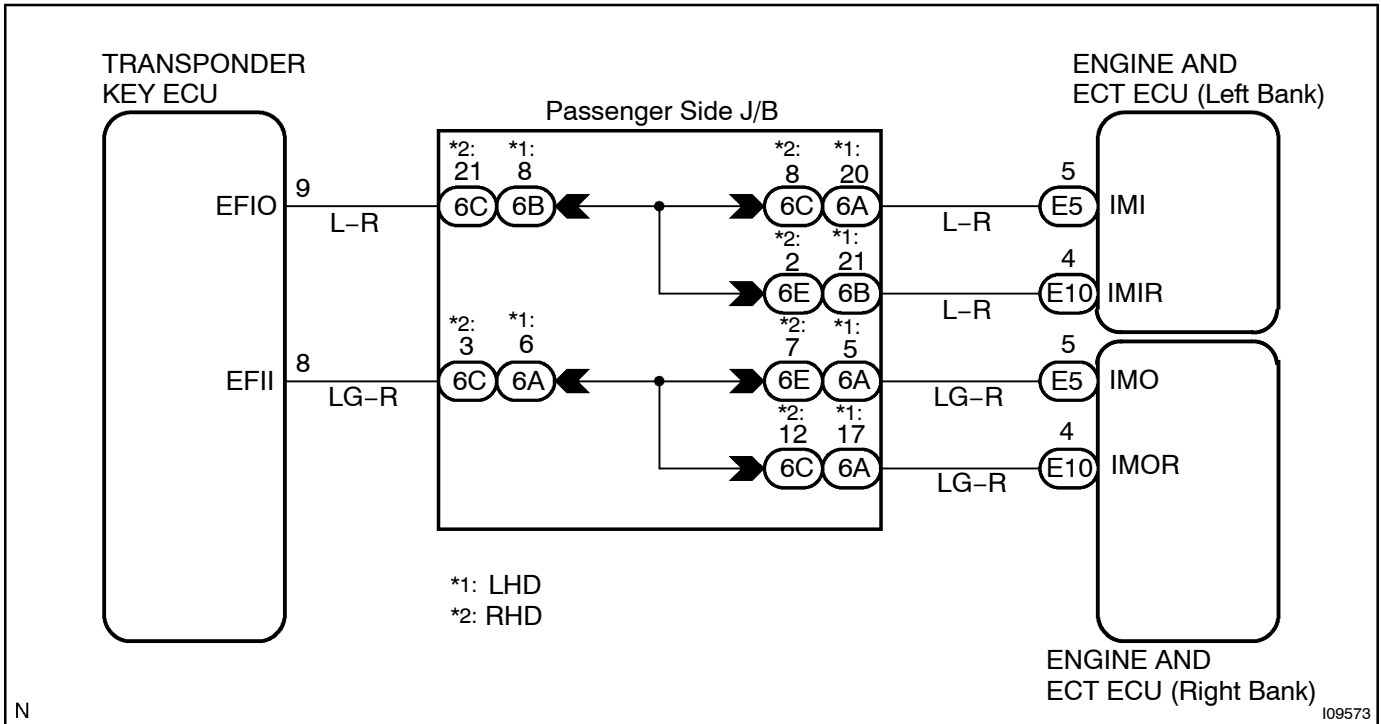 TRANSPONDER
KEY ECU
ENGINE AND
ECT ECU (Left Bank)
Passenger Side J/B
*2: *1: *2: *1:
21 8 8 20
EFIO 9 L−R 6C 6B 6C 6A L−R 5 E5 IMI
*2: *1:
2 21
6E 6B L−R 4 E10 IMIR
*2: *1: *2: *1:
3 6 7 5
EFII 8 LG−R 6C 6A 6E 6A LG−R 5 E5 IMO
*2: *1:
12 17
6C 6A LG−R 4 E10 IMOR
*1: LHD
*2: RHD
ENGINE AND
ECT ECU (Right Bank)
N
I09573